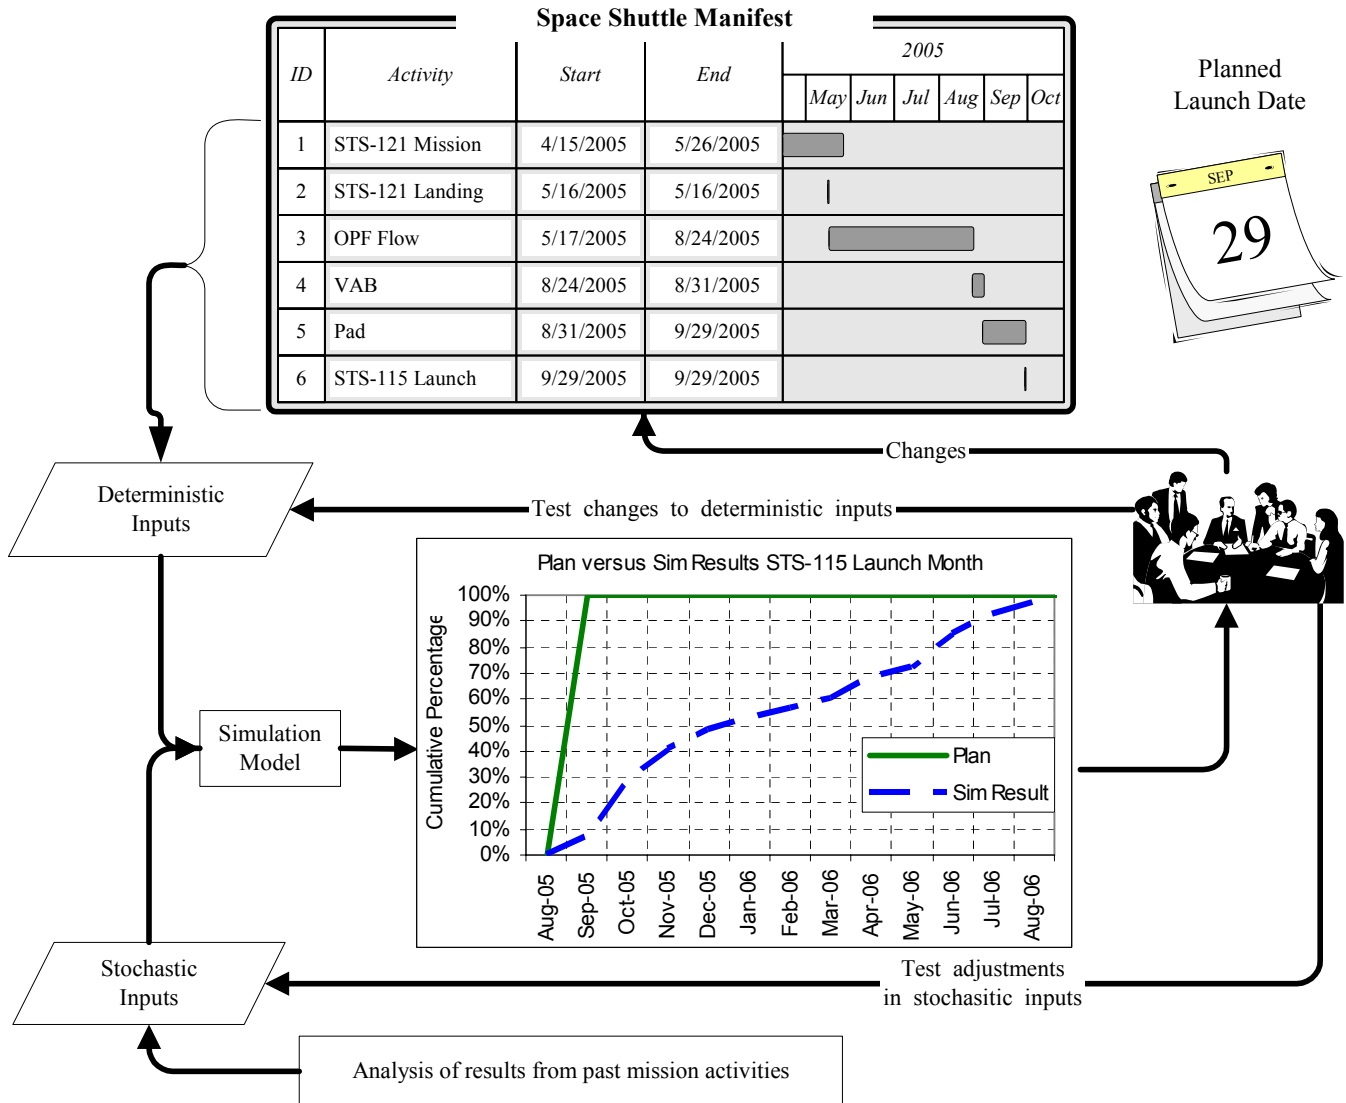 Space Shuttle Manifest
ID Activity Start End 2005
May Jun Jul Aug Sep Oct
1 STS-121 Mission 4/15/2005 5/26/2005
2 STS-121 Landing 5/16/2005 5/16/2005
3 OPF Flow 5/17/2005 8/24/2005
4 VAB 8/24/2005 8/31/2005
5 Pad 8/31/2005 9/29/2005
6 STS-115 Launch 9/29/2005 9/29/2005
Planned
Launch Date
SEP
29
Changes
Deterministic
Inputs
Test changes to deterministic inputs
Plan versus Sim Results STS-115 Launch Month
Cumulative Percentage
100%
90%
80%
70%
60%
50%
40%
30%
20%
10%
0%
Aug-05
Sep-05
Oct-05
Nov-05
Dec-05
Jan-06
Feb-06
Mar-06
Apr-06
May-06
Jun-06
Jul-06
Aug-06
Plan
Sim Result
Simulation
Model
Stochastic
Inputs
Test adjustments
in stochasitic inputs
Analysis of results from past mission activities